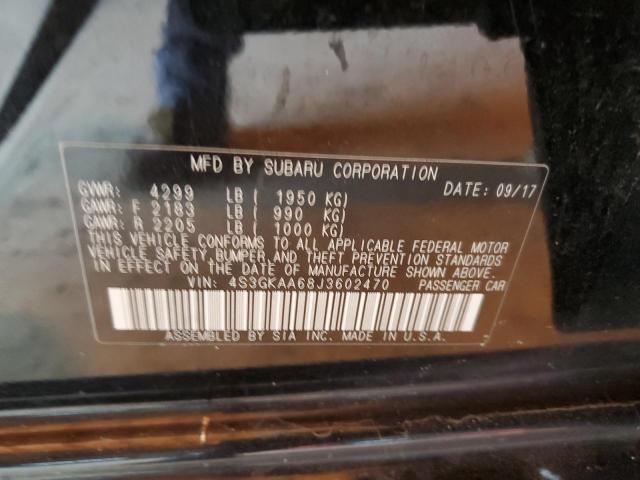 MFD BY SUBARU CORPORATION
GVWR: 4299 LB ( 1950 KG) DATE: 09/17
GAWR: F 2183 LB ( 990 KG)
GAWR: R 2205 LB ( 1000 KG)
THIS VEHICLE CONFORMS TO ALL APPLICABLE FEDERAL MOTOR
VEHICLE SAFETY, BUMPER, AND THEFT PREVENTION STANDARDS
IN EFFECT ON THE DATE OF MANUFACTURE SHOWN ABOVE.
VIN: 4S3GKAA68J3602470 PASSENGER CAR
ASSEMBLED BY SIA INC. MADE IN U.S.A.